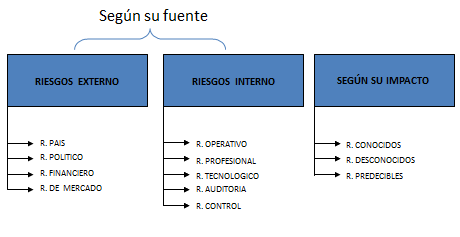 Según su fuente
RIESGOS EXTERNO
R. PAIS
R. POLITICO
R. FINANCIERO
R. DE MERCADO
RIESGOS INTERNO
R. OPERATIVO
R. PROFESIONAL
R. TECNOLOGICO
R. AUDITORIA
R. CONTROL
SEGÚN SU IMPACTO
R. CONOCIDOS
R. DESCONOCIDOS
R. PREDECIBLES